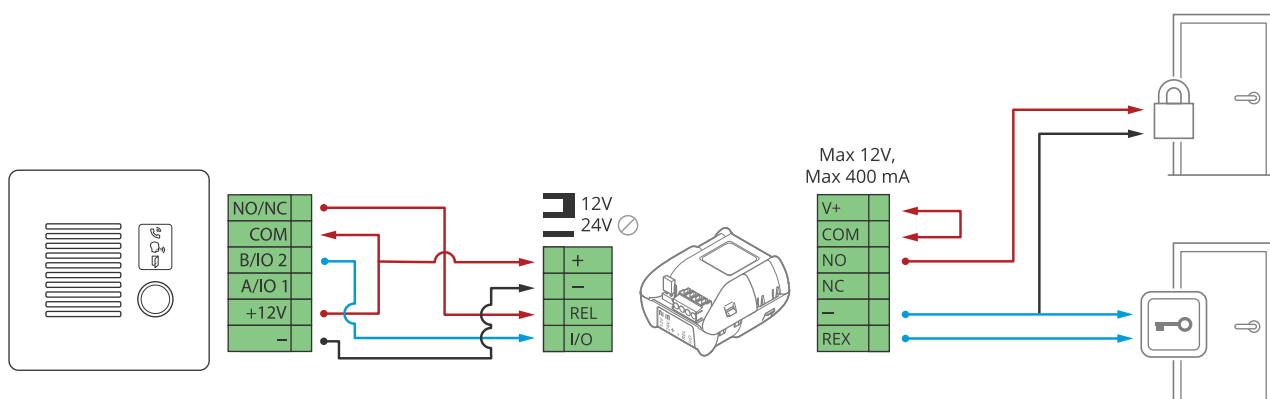 NO/NC
COM
B/IO 2
A/IO 1
+12V
–
12V
24V
+
–
REL
I/O
Max 12V,
Max 400 mA
V+
COM
NO
NC
–
REX